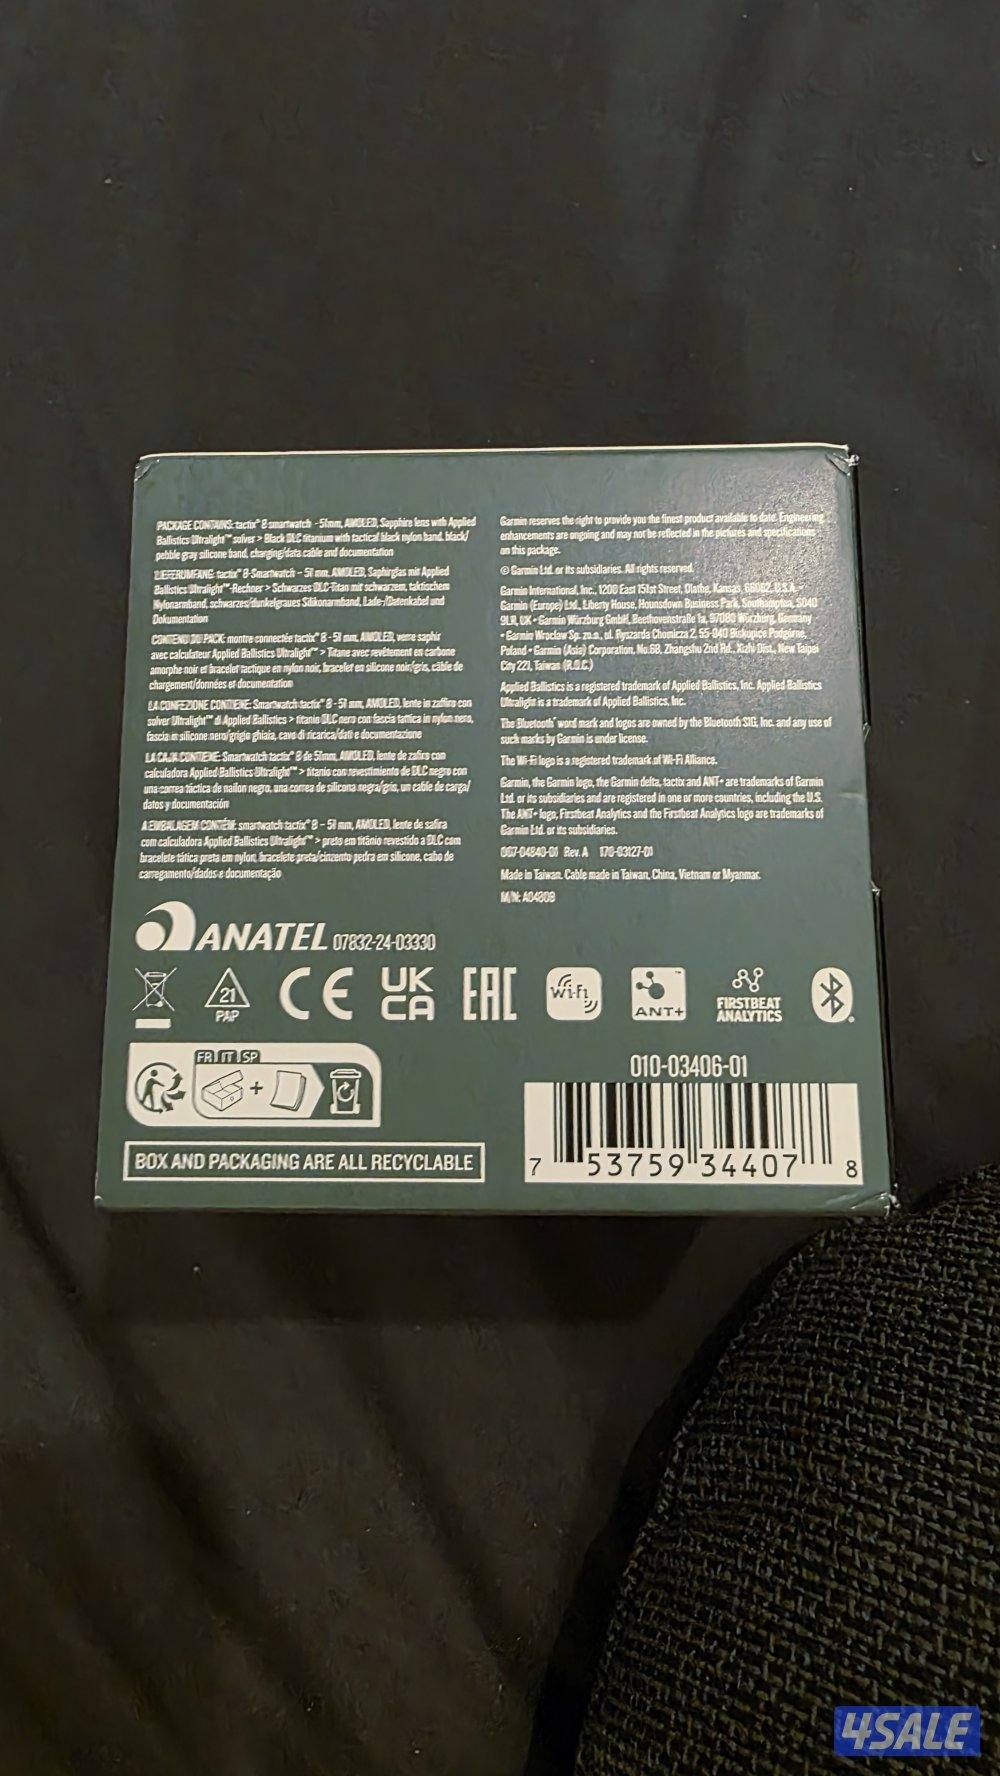 PACKAGE CONTAINS: tactix® 8 smartwatch - 51mm, AMOLED, Sapphire lens with Applied
Ballistics Ultralight™ solver > Black DLC titanium with tactical black nylon band, black/
pebble gray silicone band, charging/data cable and documentation
LIEFERUMFANG: tactix® 8-Smartwatch – 51 mm, AMOLED, Saphirglas mit Applied
Ballistics Ultralight™-Rechner > Schwarzes DLC-Titan mit schwarzem, taktischem
Nylonarmband, schwarzes/dunkelgraues Silikonarmband, Lade-/Datenkabel und
Dokumentation
CONTENU DU PACK: montre connectée tactix® 8 - 51 mm, AMOLED, verre saphir
avec calculateur Applied Ballistics Ultralight™ > Titane avec revêtement en carbone
amorphe noir et bracelet tactique en nylon noir, bracelet en silicone noir/gris, câble de
chargement/données et documentation
LA CONFEZIONE CONTIENE: Smartwatch tactix® 8 - 51 mm, AMOLED, lente in zaffiro con
solver Ultralight™ di Applied Ballistics > titanio DLC nero con fascia tattica in nylon nero,
fascia in silicone nero/grigio ghiaia, cavo di ricarica/dati e documentazione
LA CAJA CONTIENE: Smartwatch tactix® 8 de 51mm, AMOLED, lente de zafiro con
calculadora Applied Ballistics Ultralight™ > titanio con revestimiento de DLC negro con
una correa táctica de nailon negro, una correa de silicona negra/gris, un cable de carga/
datos y documentación
A EMBALAGEM CONTÉM: smartwatch tactix® 8 – 51 mm, AMOLED, lente de safira
com calculadora Applied Ballistics Ultralight™ > preto em titânio revestido a DLC com
bracelete tática preta em nylon, bracelete preta/cinzento pedra em silicone, cabo de
carregamento/dados e documentação
Garmin reserves the right to provide you the finest product available to date. Engineering
enhancements are ongoing and may not be reflected in the pictures and specifications
on this package.
© Garmin Ltd. or its subsidiaries. All rights reserved.
Garmin International, Inc., 1200 East 151st Street, Olathe, Kansas, 66062, U.S.A.
Garmin (Europe) Ltd., Liberty House, Hounsdown Business Park, Southampton, SO40
9LR, UK • Garmin Würzburg GmbH, Beethovenstraße 1a, 97080 Würzburg, Germany
• Garmin Wroclaw Sp. z o.o., ul. Ryszarda Chomicza 2, 55-040 Biskupice Podgórne,
Poland • Garmin (Asia) Corporation, No.68, Zhangshu 2nd Rd., Xizhi Dist., New Taipei
City 221, Taiwan (R.O.C.)
Applied Ballistics is a registered trademark of Applied Ballistics, Inc. Applied Ballistics
Ultralight is a trademark of Applied Ballistics, Inc.
The Bluetooth® word mark and logos are owned by the Bluetooth SIG, Inc. and any use of
such marks by Garmin is under license.
The Wi-Fi logo is a registered trademark of Wi-Fi Alliance.
Garmin, the Garmin logo, the Garmin delta, tactix and ANT+ are trademarks of Garmin
Ltd. or its subsidiaries and are registered in one or more countries, including the U.S.
The ANT+ logo, Firstbeat Analytics and the Firstbeat Analytics logo are trademarks of
Garmin Ltd. or its subsidiaries.
007-04840-01 Rev. A 170-03127-01
Made in Taiwan. Cable made in Taiwan, China, Vietnam or Myanmar.
M/N: A04808
ANATEL 07832-24-03330
21
PAP
CE
UK
CA
EAC
Wi-Fi
ANT+
FIRSTBEAT
ANALYTICS
FR IT SP
+
BOX AND PACKAGING ARE ALL RECYCLABLE
010-03406-01
7 53759 34407 8
4SALE